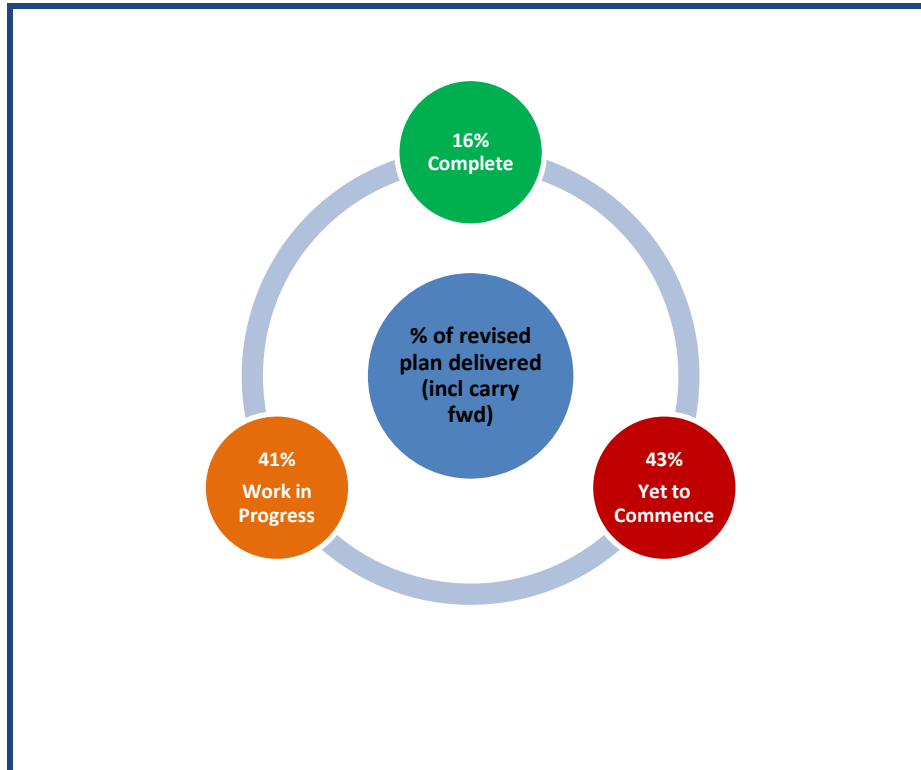 16%
Complete
% of revised
plan delivered
(incl carry
fwd)
41%
Work in
Progress
43%
Yet to
Commence